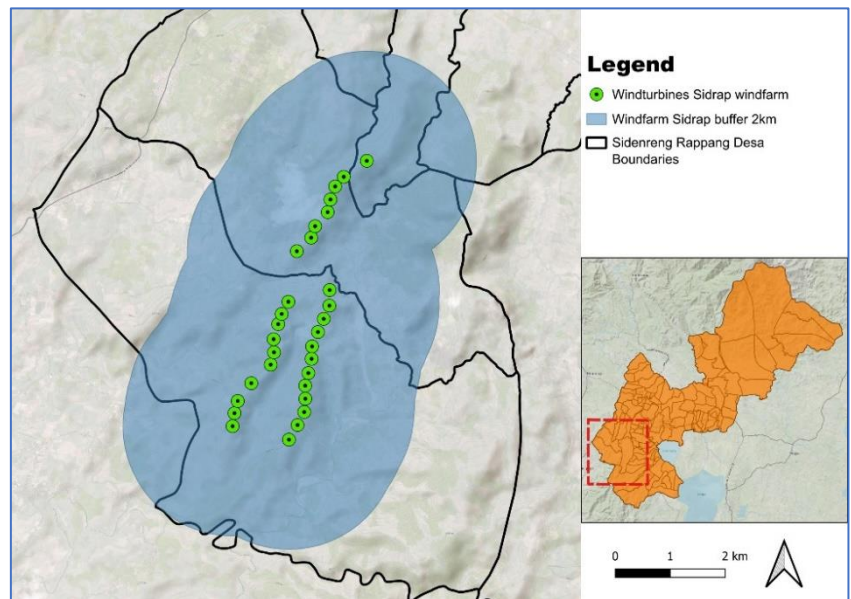 Legend
Windturbines Sidrap windfarm
Windfarm Sidrap buffer 2km
Sidenreng Rappang Desa
Boundaries
0 1 2 km